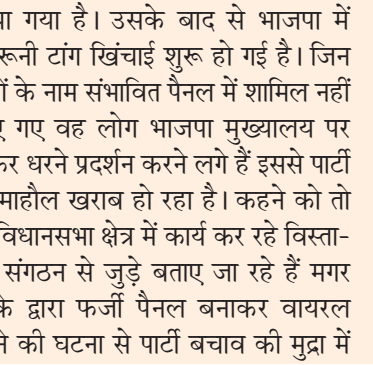 गया है। उसके बाद से भाजपा में
टांग खिंचाई शुरू हो गई है। जिन
के नाम संभावित पैनल में शामिल नहीं
गए वह लोग भाजपा मुख्यालय पर
धरने प्रदर्शन करने लगे हैं इससे पार्टी
माहौल खराब हो रहा है। कहने को तो
विधानसभा क्षेत्र में कार्य कर रहे विस्ता-
संगठन से जुड़े बताए जा रहे हैं मगर
के द्वारा फर्जी पैनल बनाकर वायरल
की घटना से पार्टी बचाव की मुद्रा में